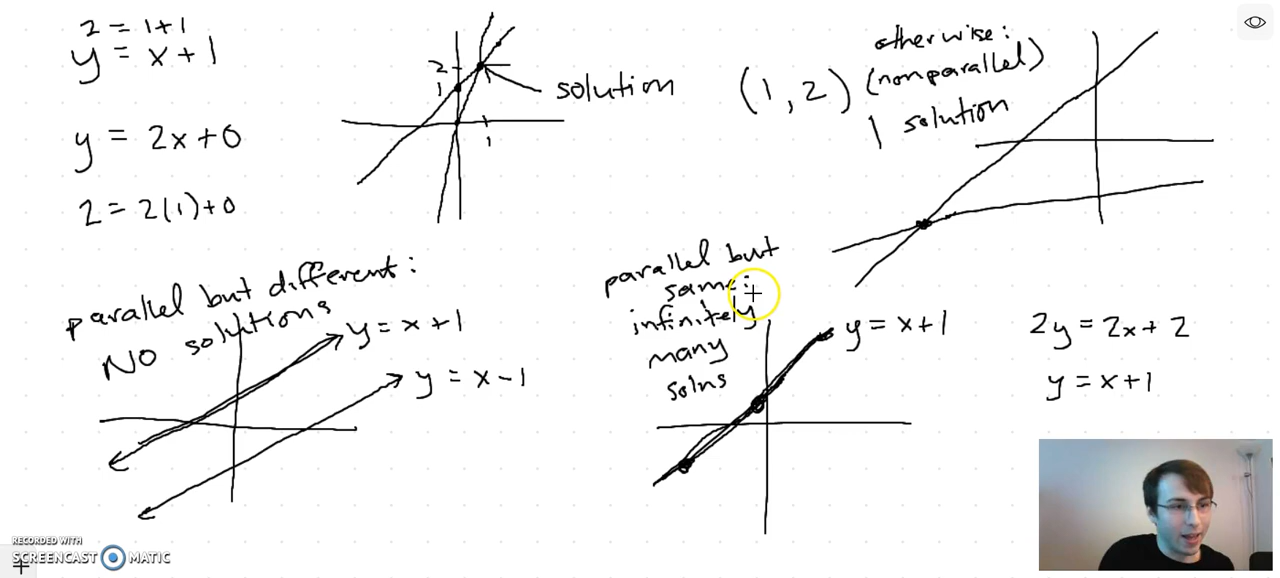 2 = 1+1
y = x + 1
y = 2x + 0
2 = 2(1)+0
2
1
1
1
solution
(1, 2)
otherwise:
(nonparallel)
1 solution
parallel but different:
NO solutions
y = x + 1
y = x - 1
parallel but
same:
infinitely
many
solns
y = x + 1
2y = 2x + 2
y = x + 1
RECORDED WITH
SCREENCAST O MATIC